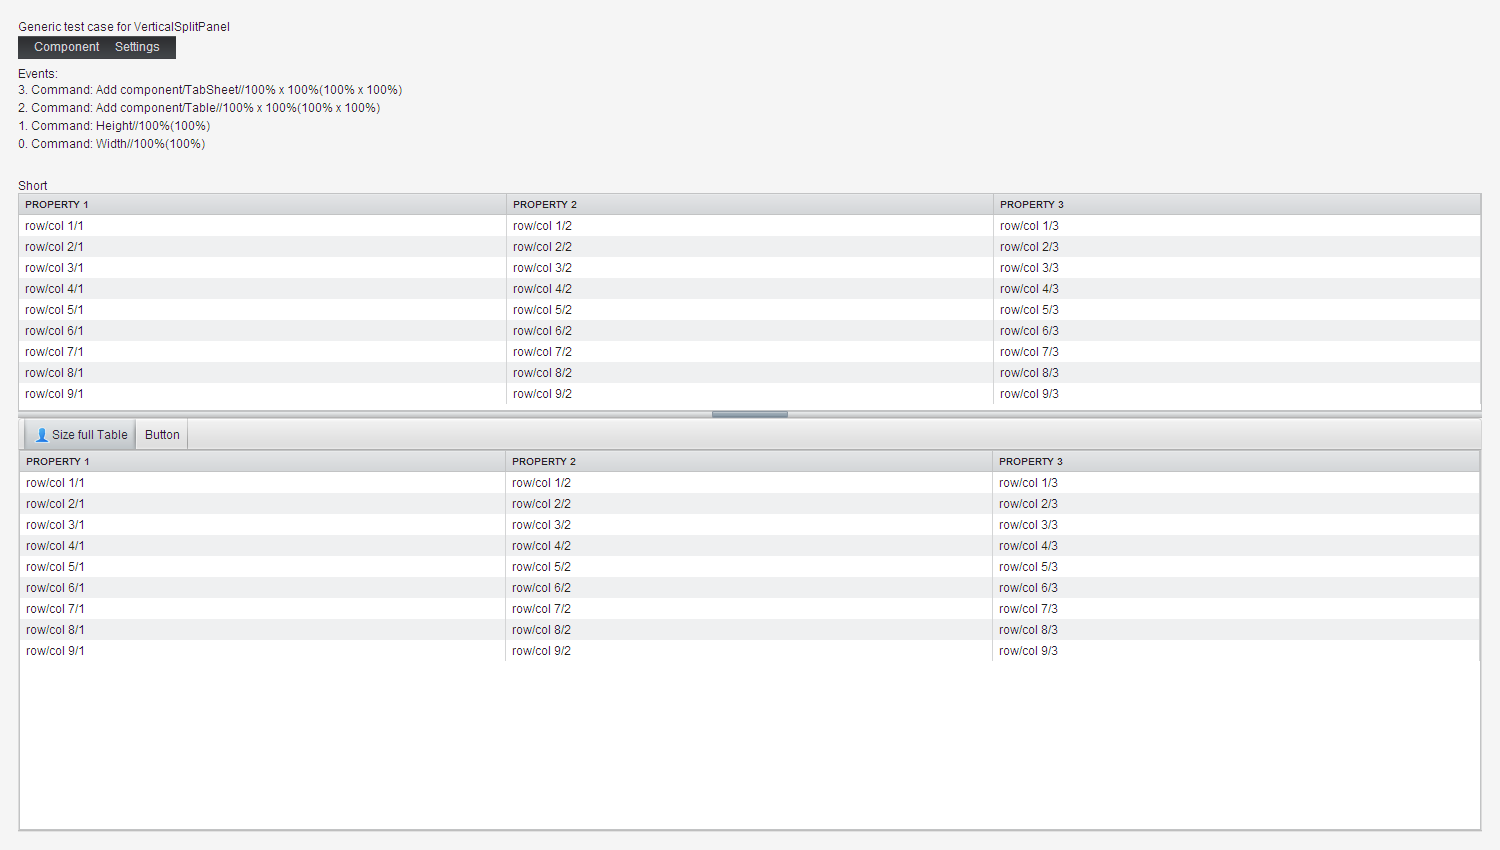 Generic test case for VerticalSplitPanel
Component Settings
Events:
3. Command: Add component/TabSheet//100% x 100%(100% x 100%)
2. Command: Add component/Table//100% x 100%(100% x 100%)
1. Command: Height//100%(100%)
0. Command: Width//100%(100%)
Short
PROPERTY 1 PROPERTY 2 PROPERTY 3
row/col 1/1 row/col 1/2 row/col 1/3
row/col 2/1 row/col 2/2 row/col 2/3
row/col 3/1 row/col 3/2 row/col 3/3
row/col 4/1 row/col 4/2 row/col 4/3
row/col 5/1 row/col 5/2 row/col 5/3
row/col 6/1 row/col 6/2 row/col 6/3
row/col 7/1 row/col 7/2 row/col 7/3
row/col 8/1 row/col 8/2 row/col 8/3
row/col 9/1 row/col 9/2 row/col 9/3
Size full Table Button
PROPERTY 1 PROPERTY 2 PROPERTY 3
row/col 1/1 row/col 1/2 row/col 1/3
row/col 2/1 row/col 2/2 row/col 2/3
row/col 3/1 row/col 3/2 row/col 3/3
row/col 4/1 row/col 4/2 row/col 4/3
row/col 5/1 row/col 5/2 row/col 5/3
row/col 6/1 row/col 6/2 row/col 6/3
row/col 7/1 row/col 7/2 row/col 7/3
row/col 8/1 row/col 8/2 row/col 8/3
row/col 9/1 row/col 9/2 row/col 9/3